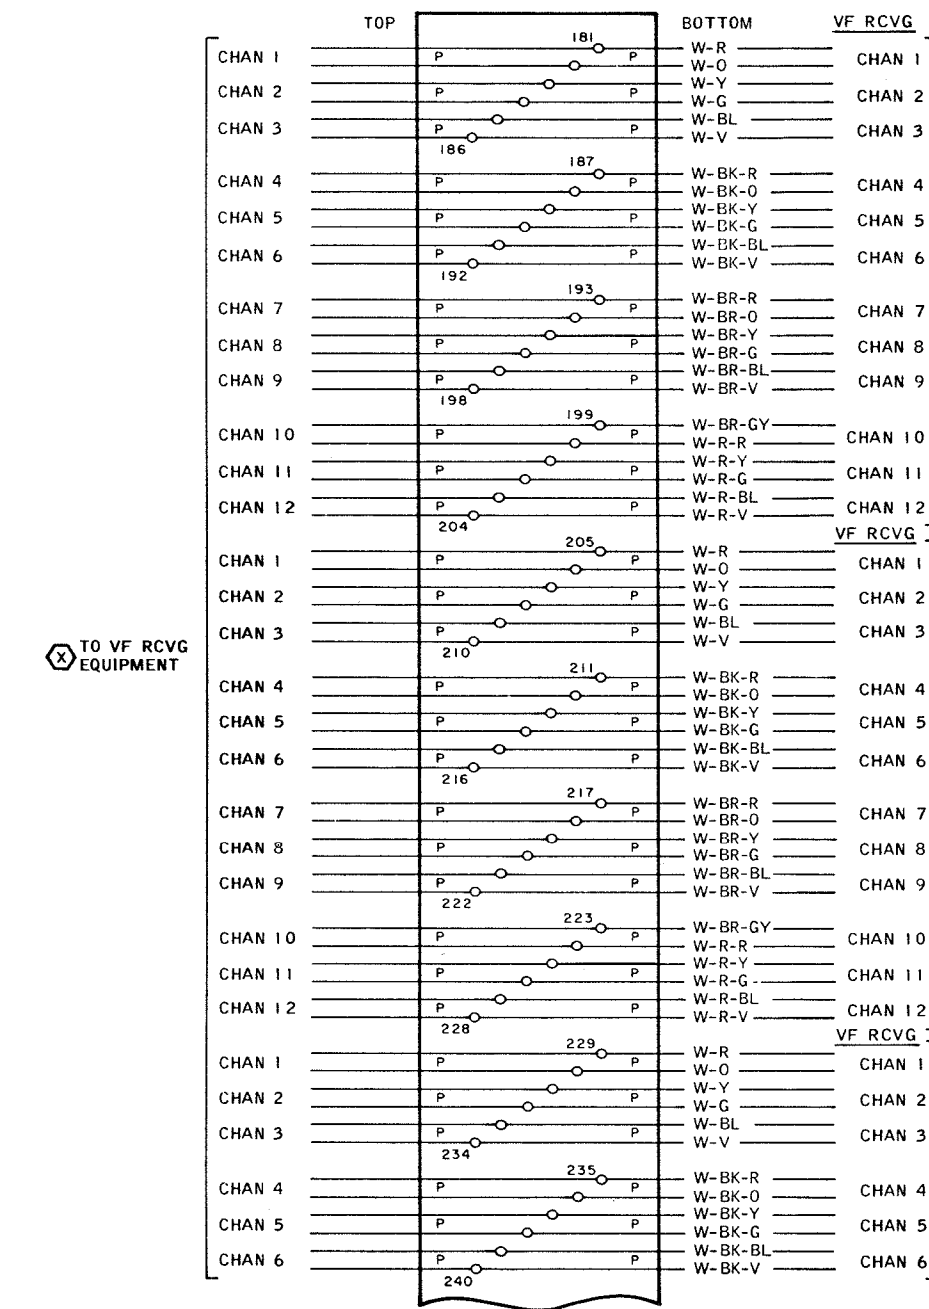 TOP BOTTOM VF RCVG
181
W-R
CHAN 1 P P CHAN 1
W-O
W-Y
CHAN 2 P P CHAN 2
W-G
W-BL
CHAN 3 P P CHAN 3
W-V
186
187
W-BK-R
CHAN 4 P P CHAN 4
W-BK-O
W-BK-Y
CHAN 5 P P CHAN 5
W-BK-G
W-BK-BL
CHAN 6 P P CHAN 6
W-BK-V
192
193
W-BR-R
CHAN 7 P P CHAN 7
W-BR-O
W-BR-Y
CHAN 8 P P CHAN 8
W-BR-G
W-BR-BL
CHAN 9 P P CHAN 9
W-BR-V
198
199
W-BR-GY
CHAN 10 P P CHAN 10
W-R-R
W-R-Y
CHAN 11 P P CHAN 11
W-R-G
W-R-BL
CHAN 12 P P CHAN 12
W-R-V
204
VF RCVG
205
W-R
CHAN 1 P P CHAN 1
W-O
W-Y
CHAN 2 P P CHAN 2
W-G
W-BL
CHAN 3 P P CHAN 3
W-V
210
X TO VF RCVG
EQUIPMENT
211
W-BK-R
CHAN 4 P P CHAN 4
W-BK-O
W-BK-Y
CHAN 5 P P CHAN 5
W-BK-G
W-BK-BL
CHAN 6 P P CHAN 6
W-BK-V
216
217
W-BR-R
CHAN 7 P P CHAN 7
W-BR-O
W-BR-Y
CHAN 8 P P CHAN 8
W-BR-G
W-BR-BL
CHAN 9 P P CHAN 9
W-BR-V
222
223
W-BR-GY
CHAN 10 P P CHAN 10
W-R-R
W-R-Y
CHAN 11 P P CHAN 11
W-R-G
W-R-BL
CHAN 12 P P CHAN 12
W-R-V
228
VF RCVG
229
W-R
CHAN 1 P P CHAN 1
W-O
W-Y
CHAN 2 P P CHAN 2
W-G
W-BL
CHAN 3 P P CHAN 3
W-V
234
235
W-BK-R
CHAN 4 P P CHAN 4
W-BK-O
W-BK-Y
CHAN 5 P P CHAN 5
W-BK-G
W-BK-BL
CHAN 6 P P CHAN 6
W-BK-V
240